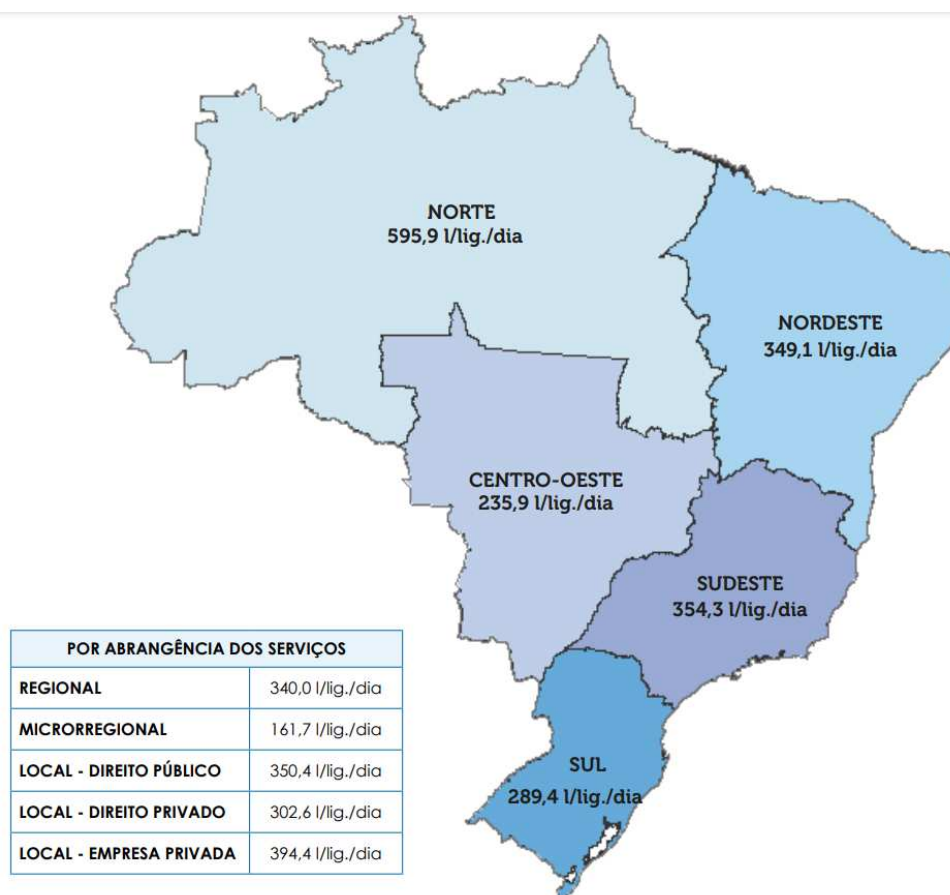 NORTE
595,9 l/lig./dia
NORDESTE
349,1 l/lig./dia
CENTRO-OESTE
235,9 l/lig./dia
SUDESTE
354,3 l/lig./dia
SUL
289,4 l/lig./dia
POR ABRANGÊNCIA DOS SERVIÇOS
REGIONAL 340,0 l/lig./dia
MICRORREGIONAL 161,7 l/lig./dia
LOCAL - DIREITO PÚBLICO 350,4 l/lig./dia
LOCAL - DIREITO PRIVADO 302,6 l/lig./dia
LOCAL - EMPRESA PRIVADA 394,4 l/lig./dia